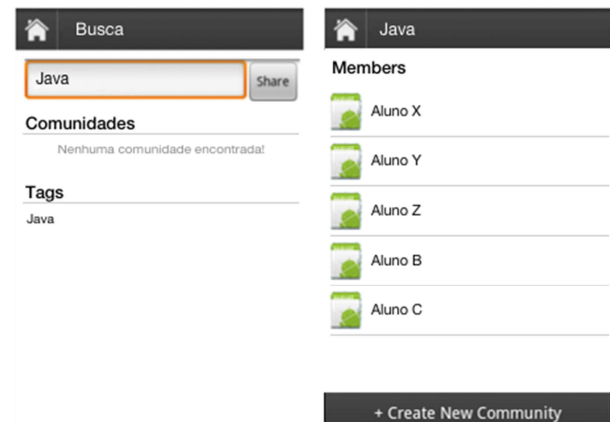 Busca
Java
Share
Comunidades
Nenhuma comunidade encontrada!
Tags
Java
Java
Members
Aluno X
Aluno Y
Aluno Z
Aluno B
Aluno C
+ Create New Community